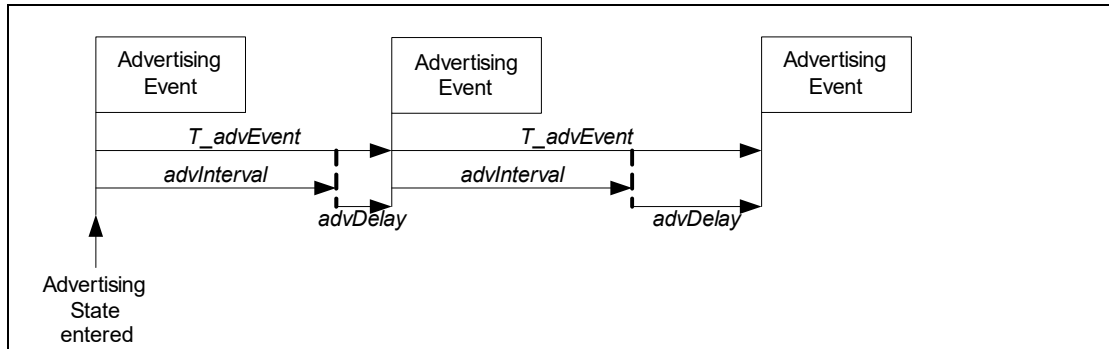 Advertising
Event
Advertising
Event
Advertising
Event
T_advEvent
T_advEvent
advInterval
advInterval
advDelay
advDelay
Advertising
State
entered